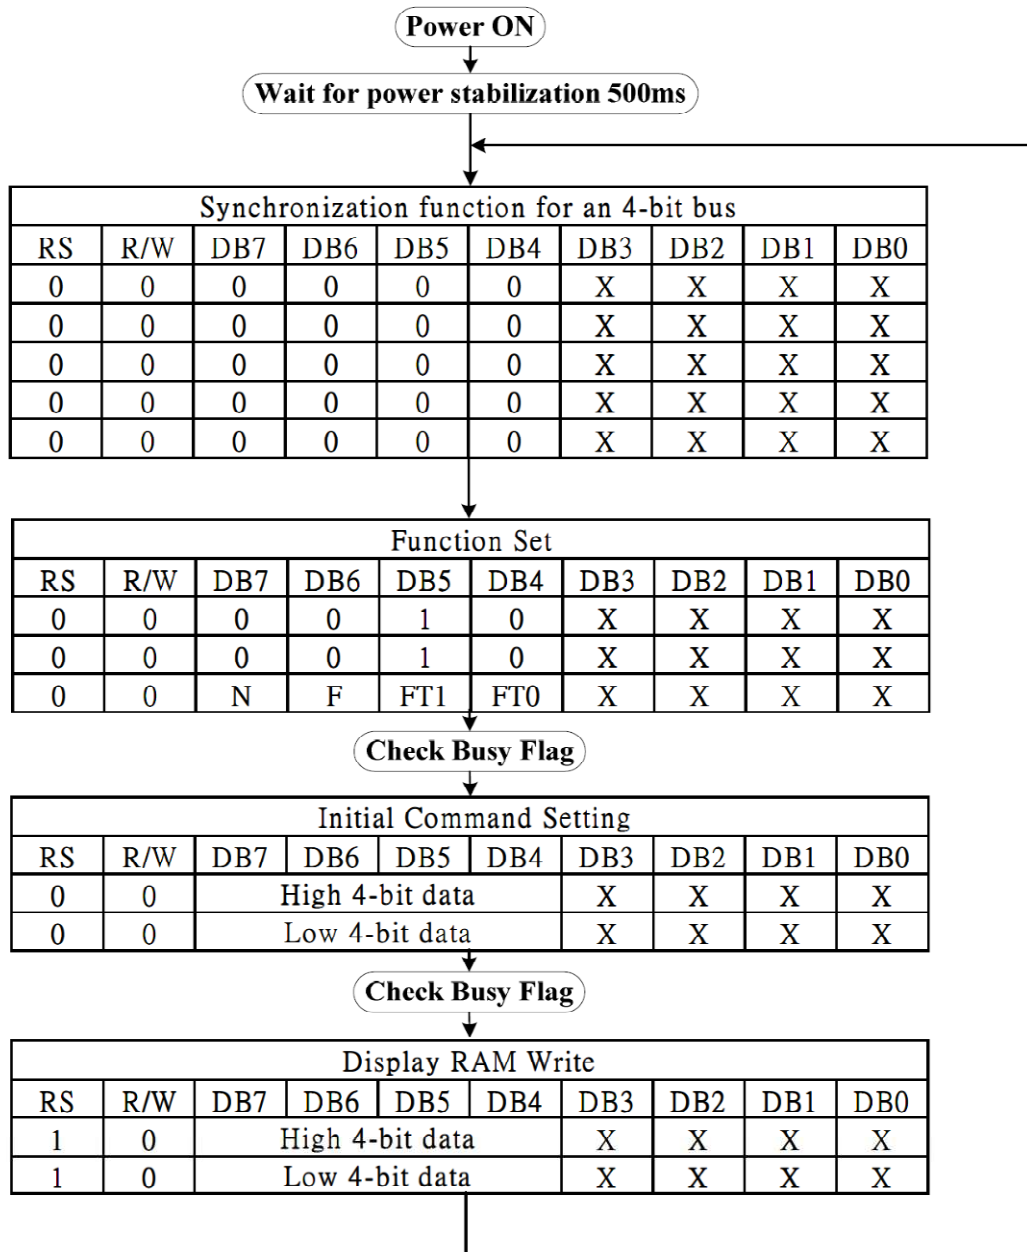 Power ON
Wait for power stabilization 500ms
Synchronization function for an 4-bit bus
RS R/W DB7 DB6 DB5 DB4 DB3 DB2 DB1 DB0
0 0 0 0 0 0 X X X X
0 0 0 0 0 0 X X X X
0 0 0 0 0 0 X X X X
0 0 0 0 0 0 X X X X
0 0 0 0 0 0 X X X X
Function Set
RS R/W DB7 DB6 DB5 DB4 DB3 DB2 DB1 DB0
0 0 0 0 1 0 X X X X
0 0 0 0 1 0 X X X X
0 0 N F FT1 FT0 X X X X
Check Busy Flag
Initial Command Setting
RS R/W DB7 DB6 DB5 DB4 DB3 DB2 DB1 DB0
0 0 High 4-bit data X X X X
0 0 Low 4-bit data X X X X
Check Busy Flag
Display RAM Write
RS R/W DB7 DB6 DB5 DB4 DB3 DB2 DB1 DB0
1 0 High 4-bit data X X X X
1 0 Low 4-bit data X X X X